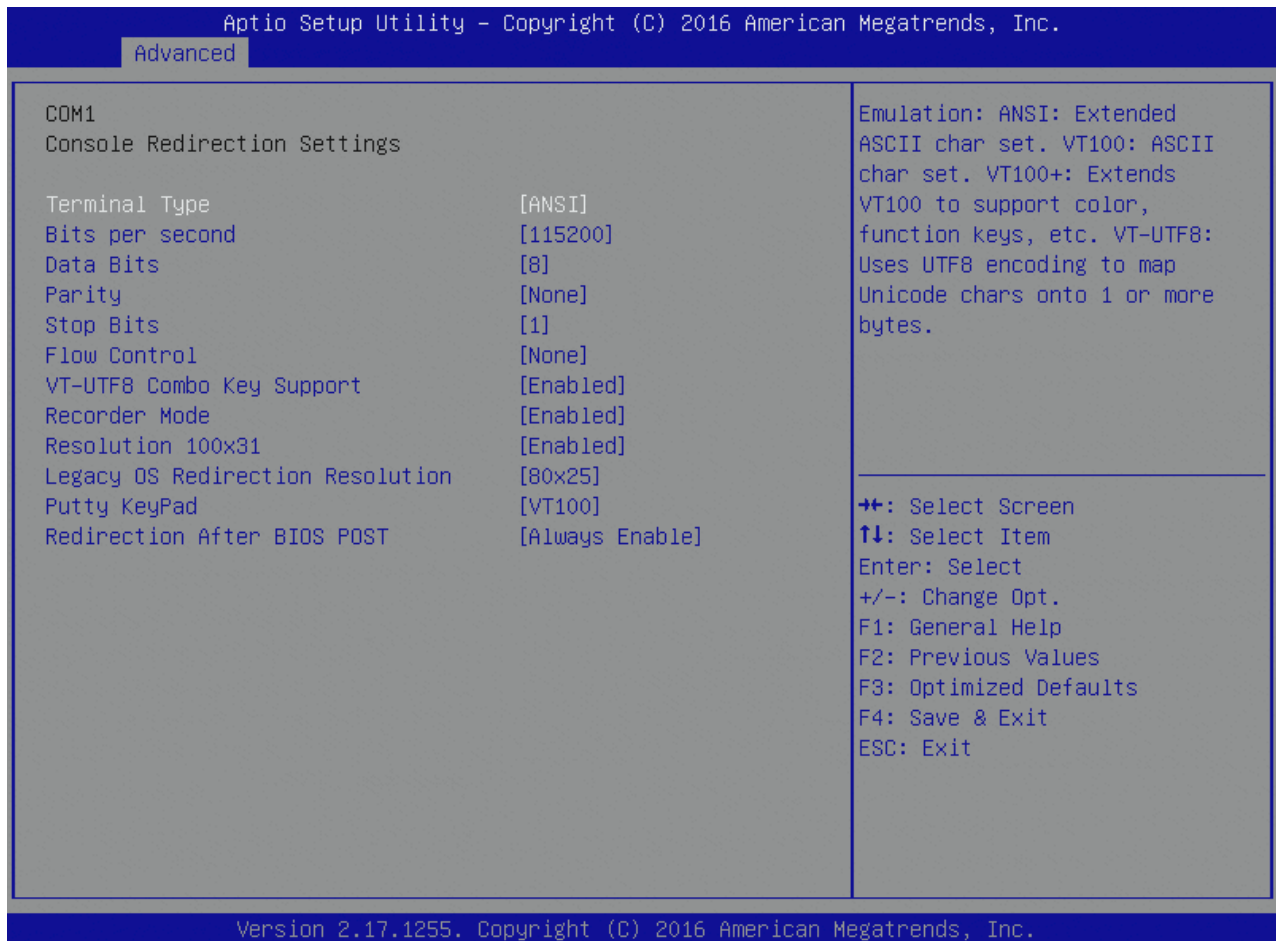 Aptio Setup Utility – Copyright (C) 2016 American Megatrends, Inc.
Advanced
COM1
Console Redirection Settings
Terminal Type [ANSI]
Bits per second [115200]
Data Bits [8]
Parity [None]
Stop Bits [1]
Flow Control [None]
VT-UTF8 Combo Key Support [Enabled]
Recorder Mode [Enabled]
Resolution 100x31 [Enabled]
Legacy OS Redirection Resolution [80x25]
Putty KeyPad [VT100]
Redirection After BIOS POST [Always Enable]
Emulation: ANSI: Extended
ASCII char set. VT100: ASCII
char set. VT100+: Extends
VT100 to support color,
function keys, etc. VT-UTF8:
Uses UTF8 encoding to map
Unicode chars onto 1 or more
bytes.
→←: Select Screen
↑↓: Select Item
Enter: Select
+/-: Change Opt.
F1: General Help
F2: Previous Values
F3: Optimized Defaults
F4: Save & Exit
ESC: Exit
Version 2.17.1255. Copyright (C) 2016 American Megatrends, Inc.